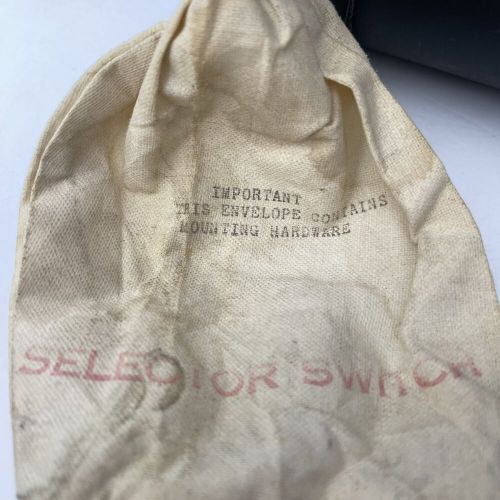 IMPORTANT
THIS ENVELOPE CONTAINS
MOUNTING HARDWARE
SELECTOR SWITCH